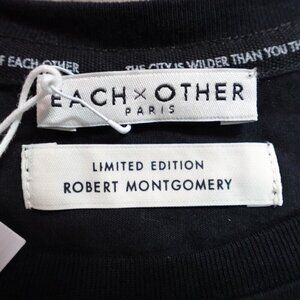 F EACH OTHER
THE CITY IS WILDER THAN YOU TH
EACH×OTHER
PARIS
LIMITED EDITION
ROBERT MONTGOMERY